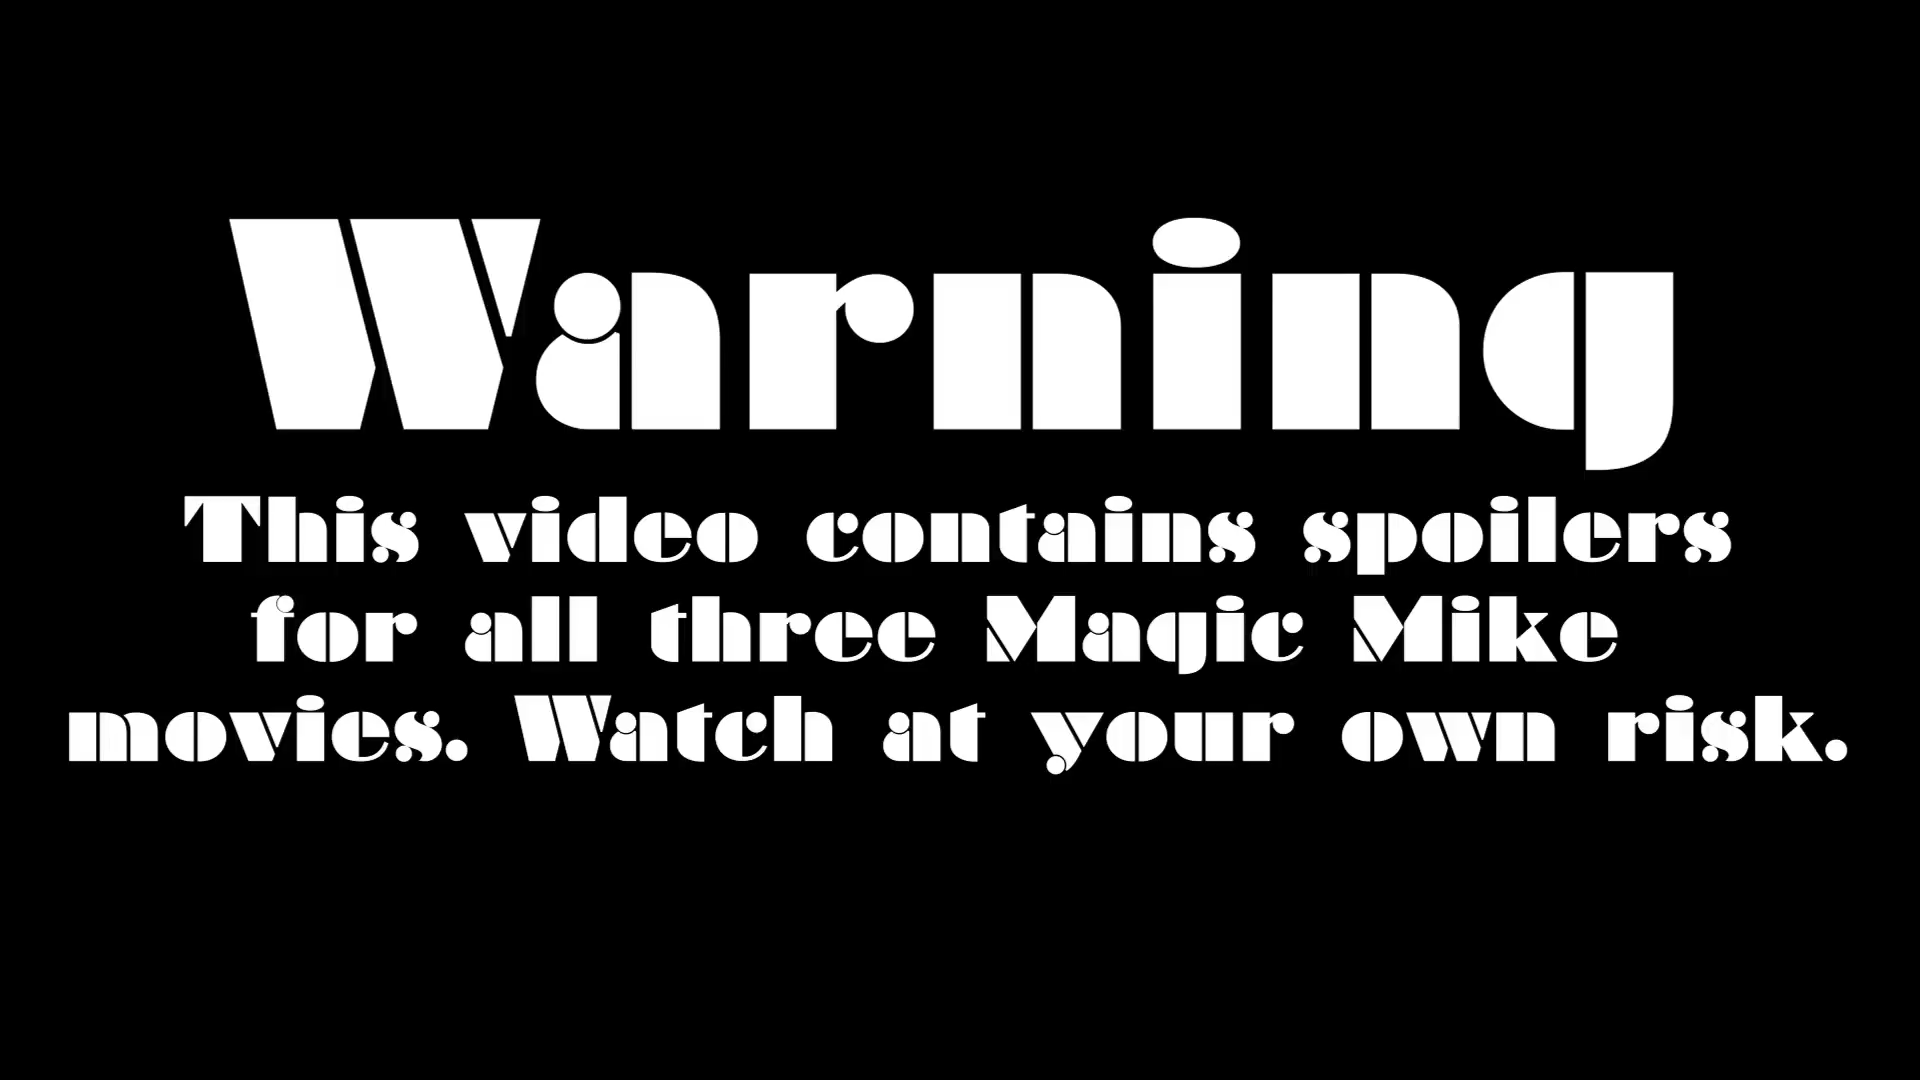 Warning
This video contains spoilers
for all three Magic Mike
movies. Watch at your own risk.